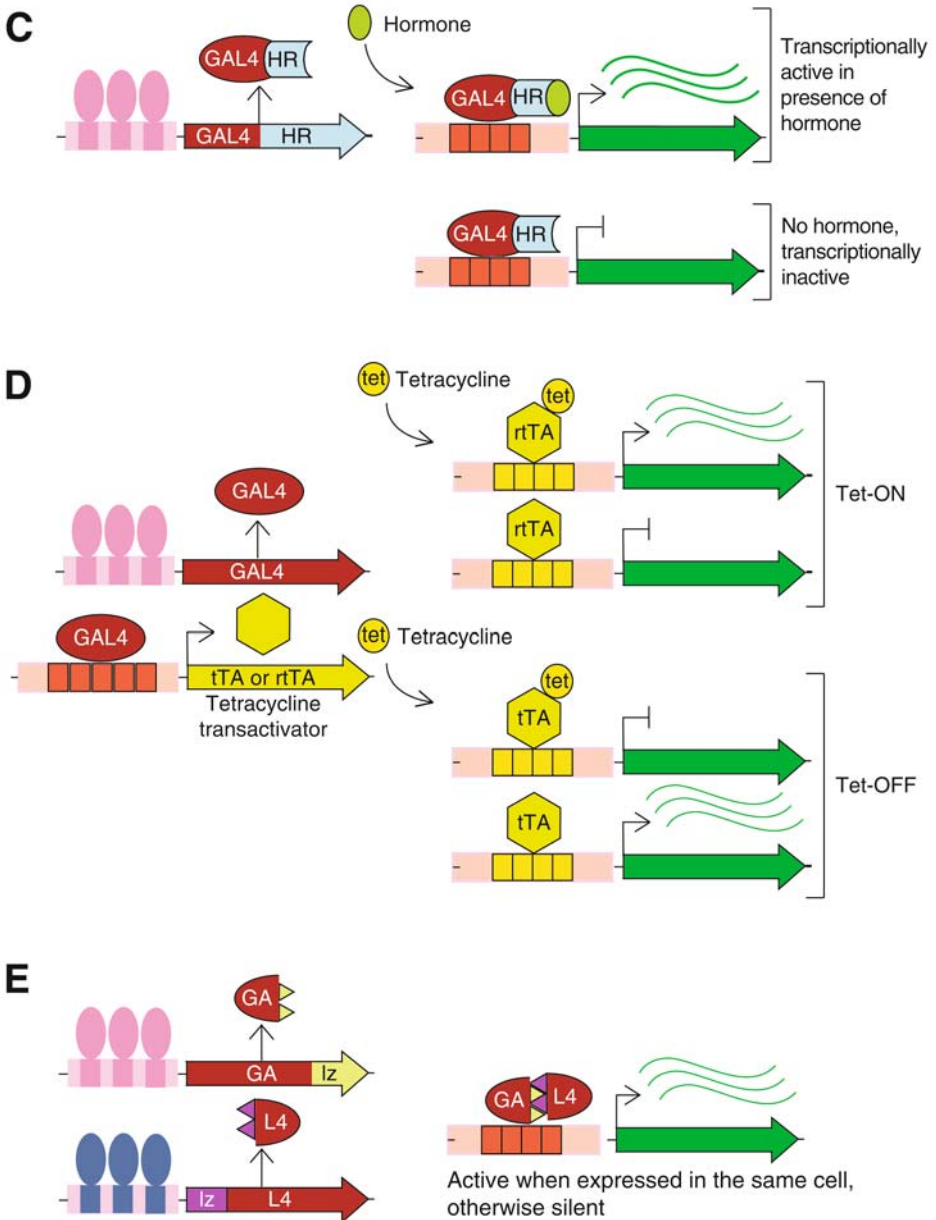 C
Hormone
GAL4 HR
GAL4 HR
GAL4 HR
Transcriptionally
active in
presence of
hormone
GAL4 HR
No hormone,
transcriptionally
inactive
D
tet Tetracycline
tet
rtTA
GAL4
GAL4
rtTA
Tet-ON
GAL4
tTA or rtTA
Tetracycline
transactivator
tet Tetracycline
tet
tTA
tTA
Tet-OFF
E
GA
GA lz
L4
lz L4
GA L4
Active when expressed in the same cell,
otherwise silent